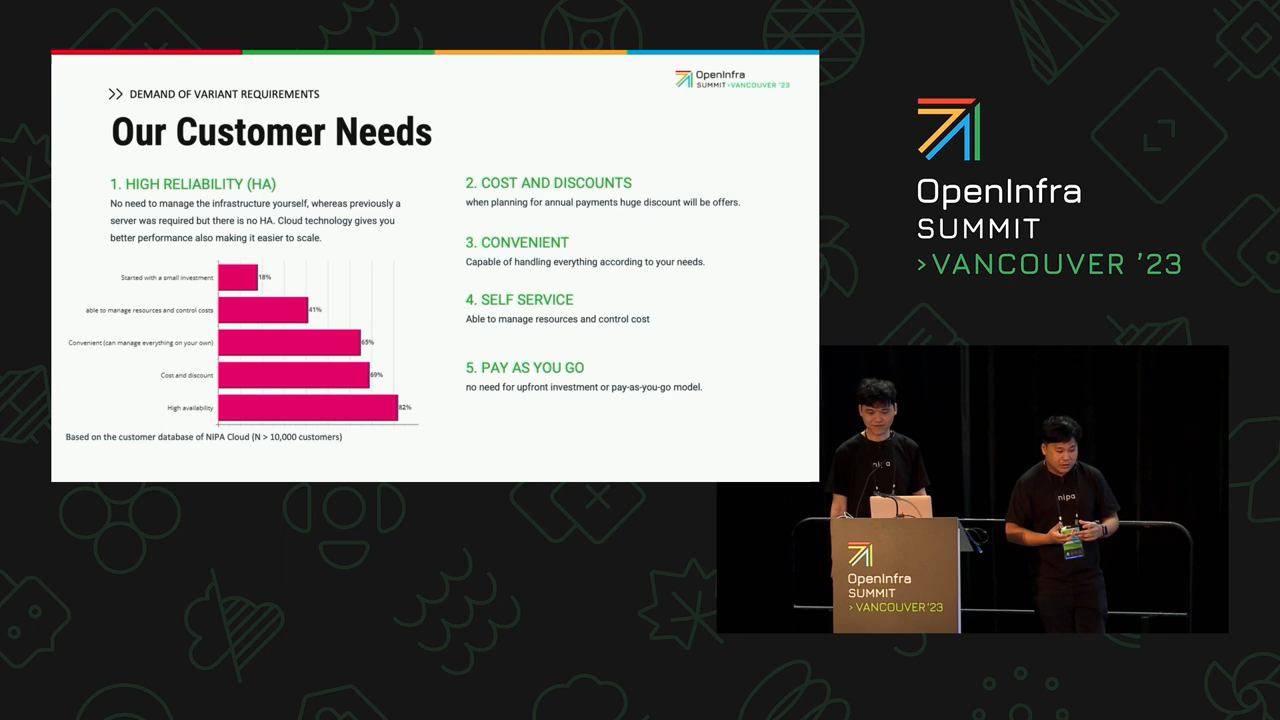 DEMAND OF VARIANT REQUIREMENTS
Our Customer Needs
OpenInfra
SUMMIT >VANCOUVER '23
1. HIGH RELIABILITY (HA)
No need to manage the infrastructure yourself, whereas previously a
server was required but there is no HA. Cloud technology gives you
better performance also making it easier to scale.
Started with a small investment 18%
able to manage resources and control costs 41%
Convenient (can manage everything on your own) 65%
Cost and discount 69%
High availability 82%
Based on the customer database of NIPA Cloud (N > 10,000 customers)
2. COST AND DISCOUNTS
when planning for annual payments huge discount will be offers.
3. CONVENIENT
Capable of handling everything according to your needs.
4. SELF SERVICE
Able to manage resources and control cost
5. PAY AS YOU GO
no need for upfront investment or pay-as-you-go model.
OpenInfra
SUMMIT
>VANCOUVER '23
nipa
nipa
OpenInfra
SUMMIT
>VANCOUVER '23